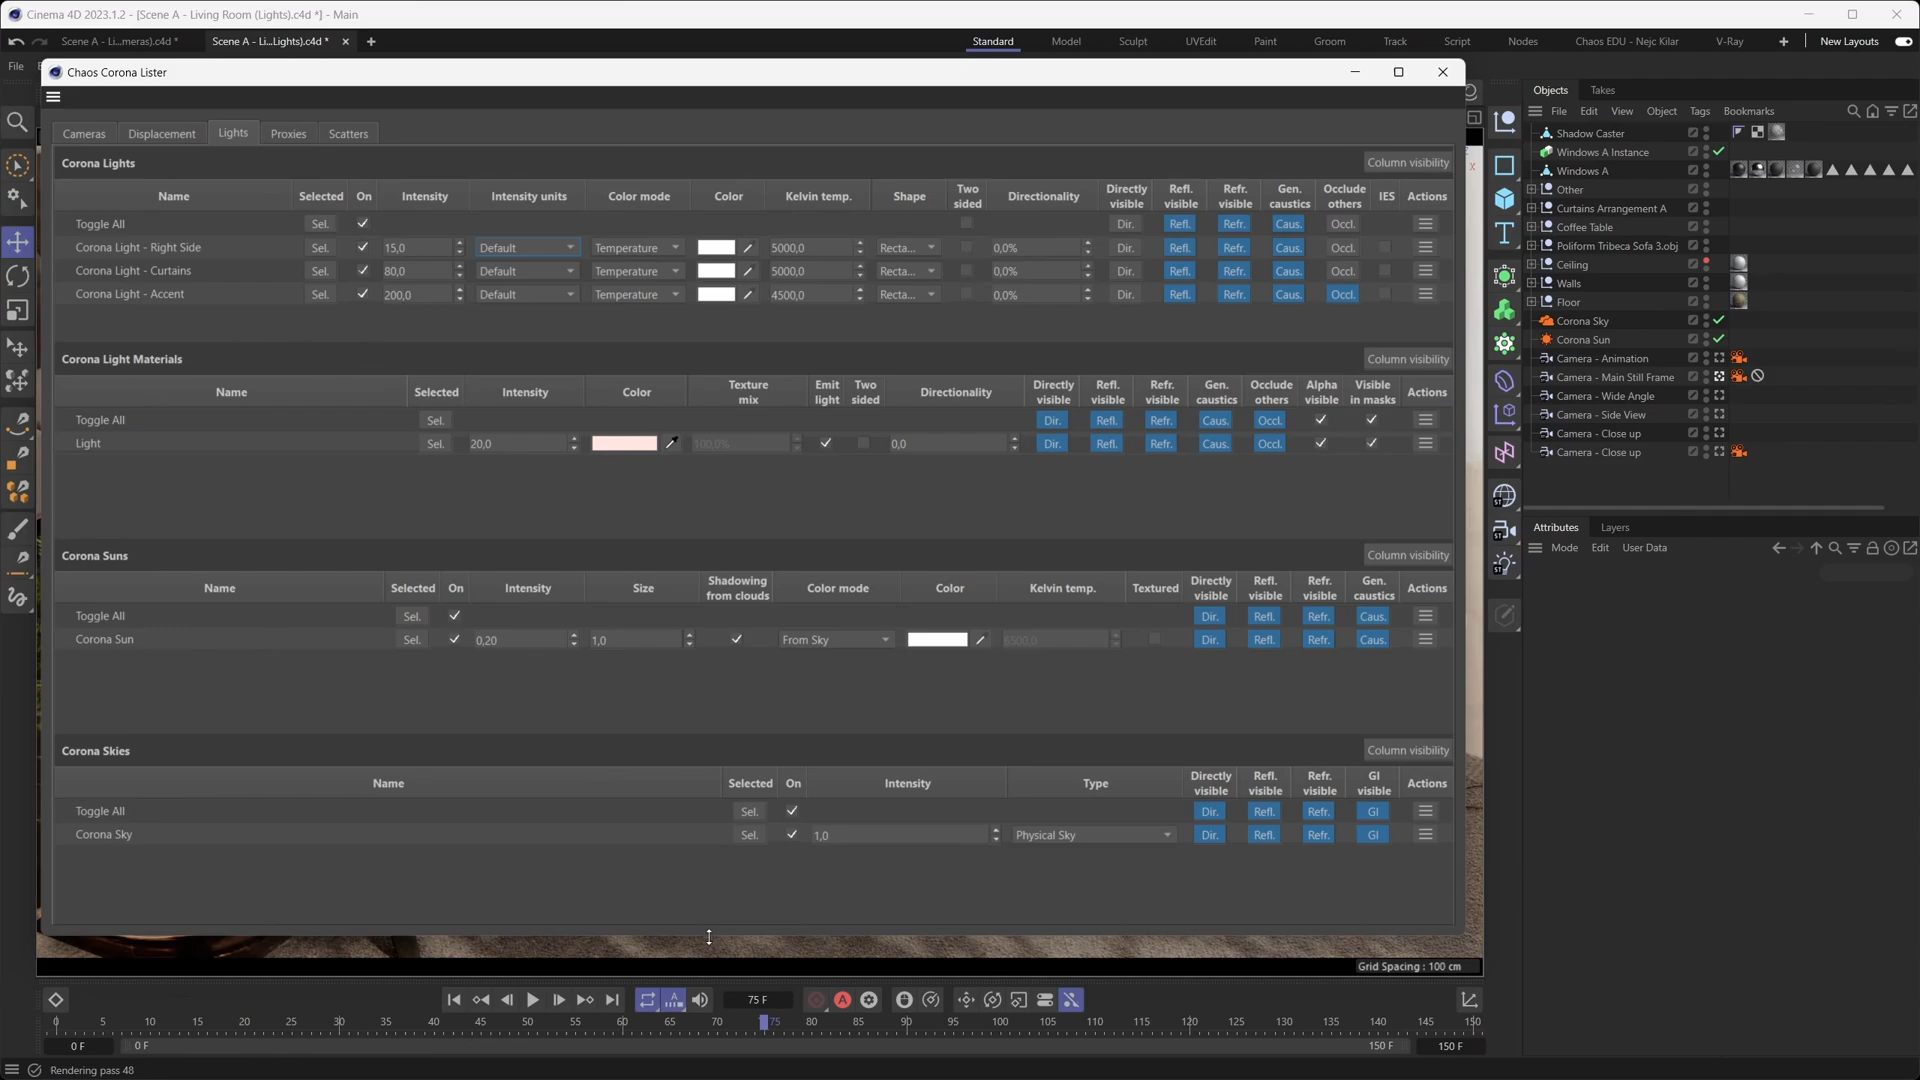 Cinema 4D 2023.1.2 - [Scene A - Living Room (Lights).c4d *] - Main
Scene A - Li...meras).c4d *
Scene A - Li...Lights).c4d *
Standard
Model
Sculpt
UVEdit
Paint
Groom
Track
Script
Nodes
Chaos EDU - Nejc Kilar
V-Ray
New Layouts
File
Chaos Corona Lister
Cameras
Displacement
Lights
Proxies
Scatters
Corona Lights
Column visibility
Name Selected On Intensity Intensity units Color mode Color Kelvin temp. Shape Two sided Directionality Directly visible Refl. visible Refr. visible Gen. caustics Occlude others IES Actions
Toggle All Sel. Dir. Refl. Refr. Caus. Occl.
Corona Light - Right Side Sel. 15,0 Default Temperature 5000,0 Recta... 0,0% Dir. Refl. Refr. Caus. Occl.
Corona Light - Curtains Sel. 80,0 Default Temperature 5000,0 Recta... 0,0% Dir. Refl. Refr. Caus. Occl.
Corona Light - Accent Sel. 200,0 Default Temperature 4500,0 Recta... 0,0% Dir. Refl. Refr. Caus. Occl.
Corona Light Materials
Column visibility
Name Selected Intensity Color Texture mix Emit light Two sided Directionality Directly visible Refl. visible Refr. visible Gen. caustics Occlude others Alpha visible Visible in masks Actions
Toggle All Sel. Dir. Refl. Refr. Caus. Occl.
Light Sel. 20,0 100,0% 0,0 Dir. Refl. Refr. Caus. Occl.
Corona Suns
Column visibility
Name Selected On Intensity Size Shadowing from clouds Color mode Color Kelvin temp. Textured Directly visible Refl. visible Refr. visible Gen. caustics Actions
Toggle All Sel. Dir. Refl. Refr. Caus.
Corona Sun Sel. 0,20 1,0 From Sky 6500,0 Dir. Refl. Refr. Caus.
Corona Skies
Column visibility
Name Selected On Intensity Type Directly visible Refl. visible Refr. visible GI visible Actions
Toggle All Sel. Dir. Refl. Refr. GI
Corona Sky Sel. 1,0 Physical Sky Dir. Refl. Refr. GI
Objects
Takes
File Edit View Object Tags Bookmarks
Shadow Caster
Windows A Instance
Windows A
Other
Curtains Arrangement A
Coffee Table
Poliform Tribeca Sofa 3.obj
Ceiling
Walls
Floor
Corona Sky
Corona Sun
Camera - Animation
Camera - Main Still Frame
Camera - Wide Angle
Camera - Side View
Camera - Close up
Camera - Close up
Attributes
Layers
Mode Edit User Data
Grid Spacing : 100 cm
75 F
0 5 10 15 20 25 30 35 40 45 50 55 60 65 70 75 80 85 90 95 100 105 110 115 120 125 130 135 140 145 150
0 F
0 F
150 F
150 F
Rendering pass 48